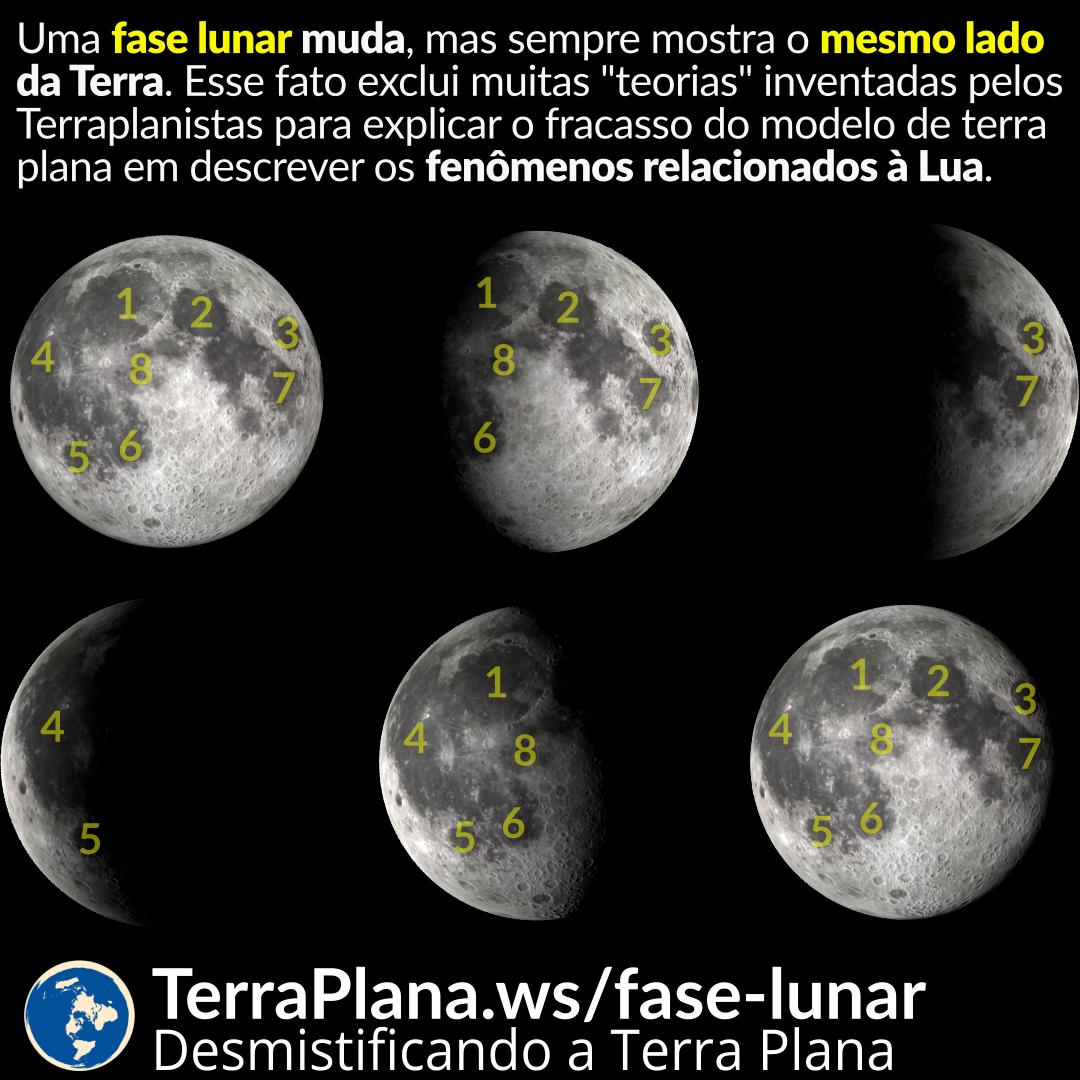 Uma fase lunar muda, mas sempre mostra o mesmo lado
da Terra. Esse fato exclui muitas "teorias" inventadas pelos
Terraplanistas para explicar o fracasso do modelo de terra
plana em descrever os fenômenos relacionados à Lua.
1 2 3 4 8 7 5 6
1 2 3 8 7 6
3 7
4 5
1 4 8 5 6
1 2 3 4 8 7 5 6
TerraPlana.ws/fase-lunar
Desmistificando a Terra Plana